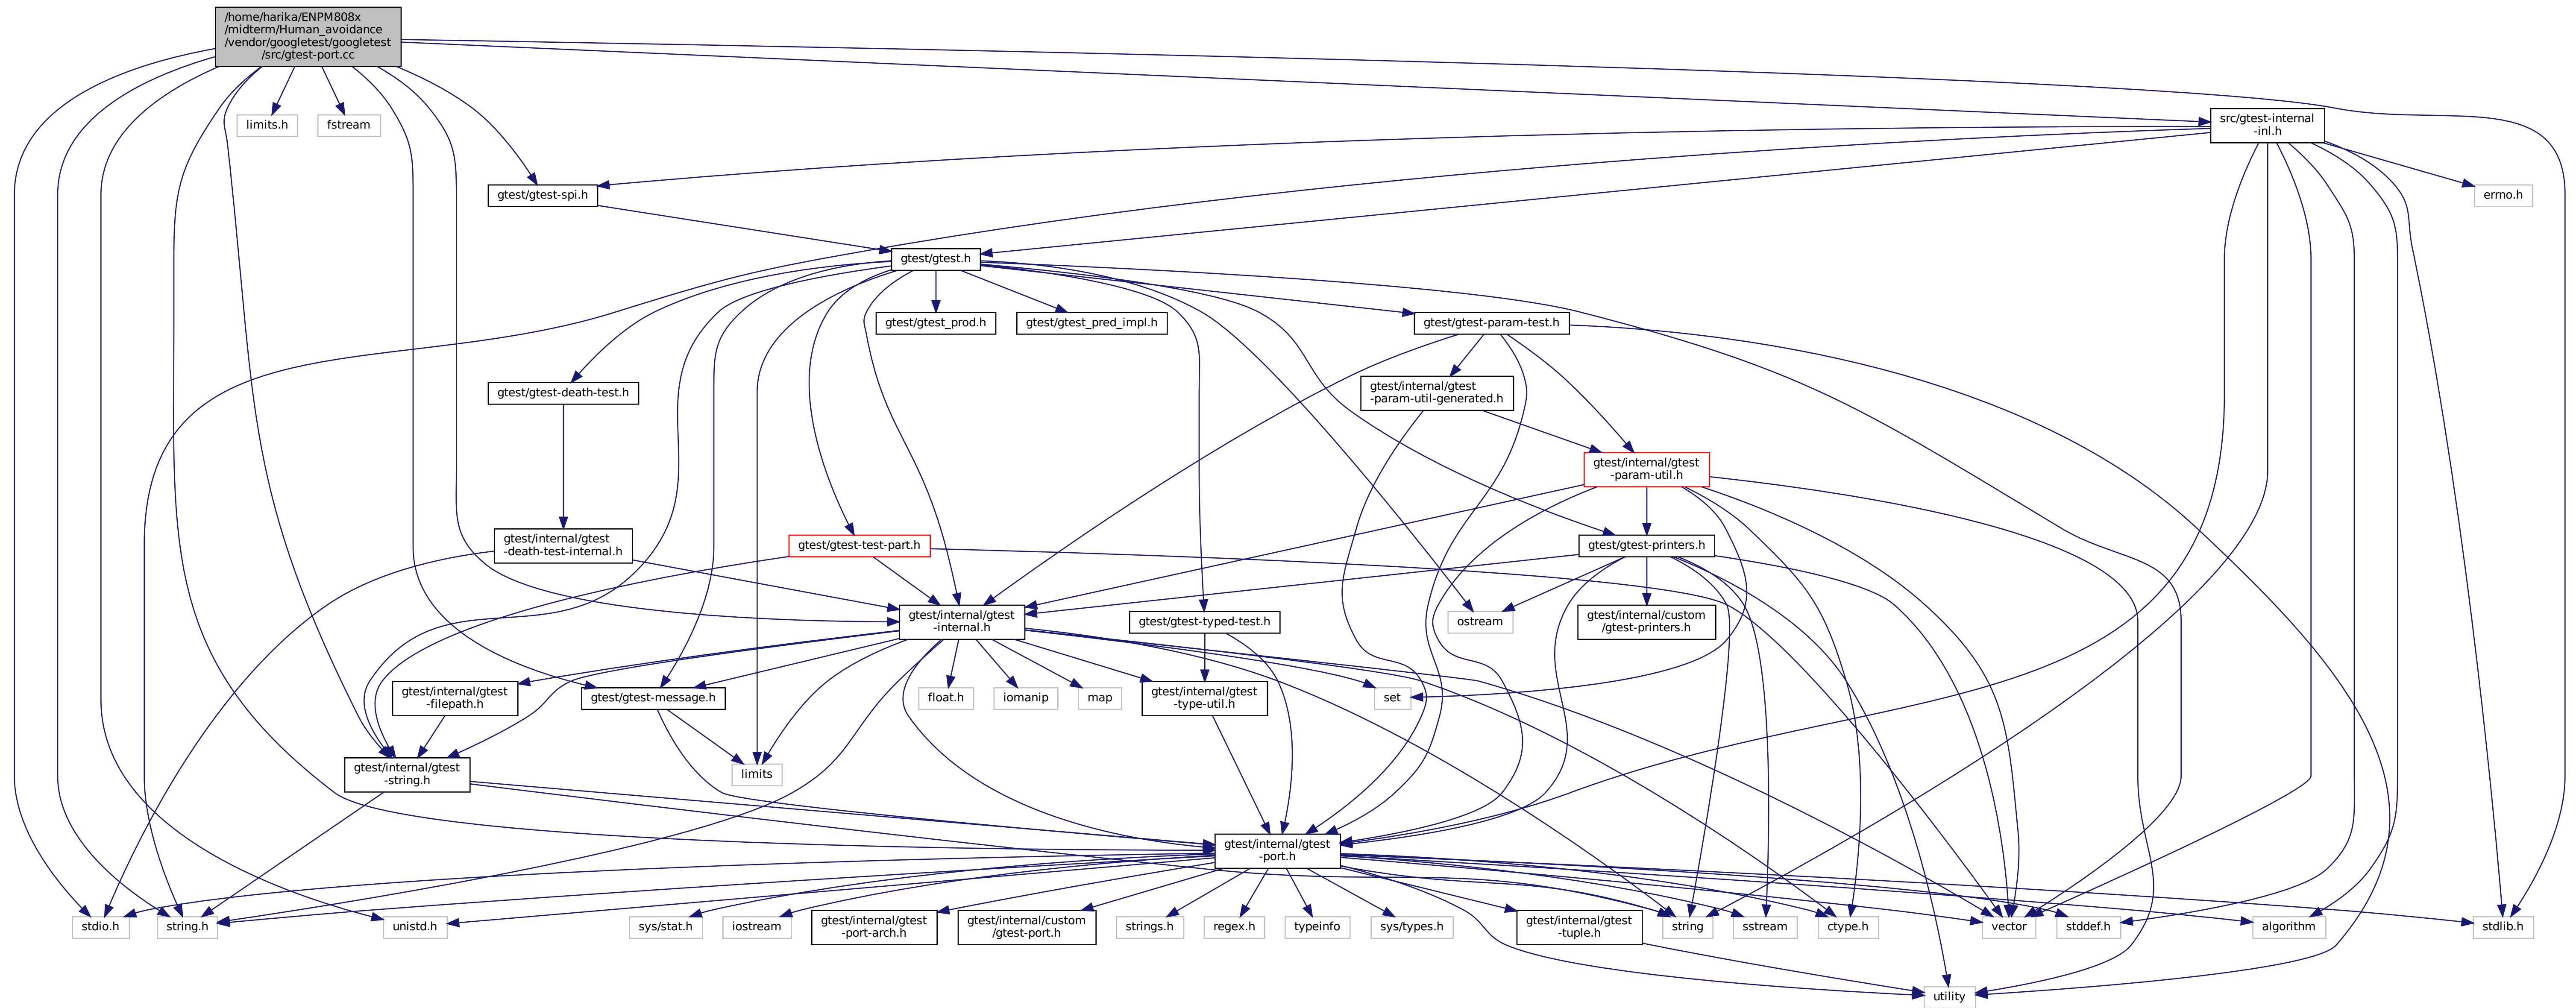 /home/harika/ENPM808x
/midterm/Human_avoidance
/vendor/googletest/googletest
/src/gtest-port.cc
limits.h
fstream
src/gtest-internal
-inl.h
gtest/gtest-spi.h
errno.h
gtest/gtest.h
gtest/gtest_prod.h
gtest/gtest_pred_impl.h
gtest/gtest-param-test.h
gtest/gtest-death-test.h
gtest/internal/gtest
-param-util-generated.h
gtest/internal/gtest
-param-util.h
gtest/internal/gtest
-death-test-internal.h
gtest/gtest-test-part.h
gtest/gtest-printers.h
gtest/internal/gtest
-internal.h
gtest/gtest-typed-test.h
ostream
gtest/internal/custom
/gtest-printers.h
gtest/internal/gtest
-filepath.h
gtest/gtest-message.h
float.h
iomanip
map
gtest/internal/gtest
-type-util.h
set
gtest/internal/gtest
-string.h
limits
gtest/internal/gtest
-port.h
stdio.h
string.h
unistd.h
sys/stat.h
iostream
gtest/internal/gtest
-port-arch.h
gtest/internal/custom
/gtest-port.h
strings.h
regex.h
typeinfo
sys/types.h
gtest/internal/gtest
-tuple.h
string
sstream
ctype.h
vector
stddef.h
algorithm
stdlib.h
utility